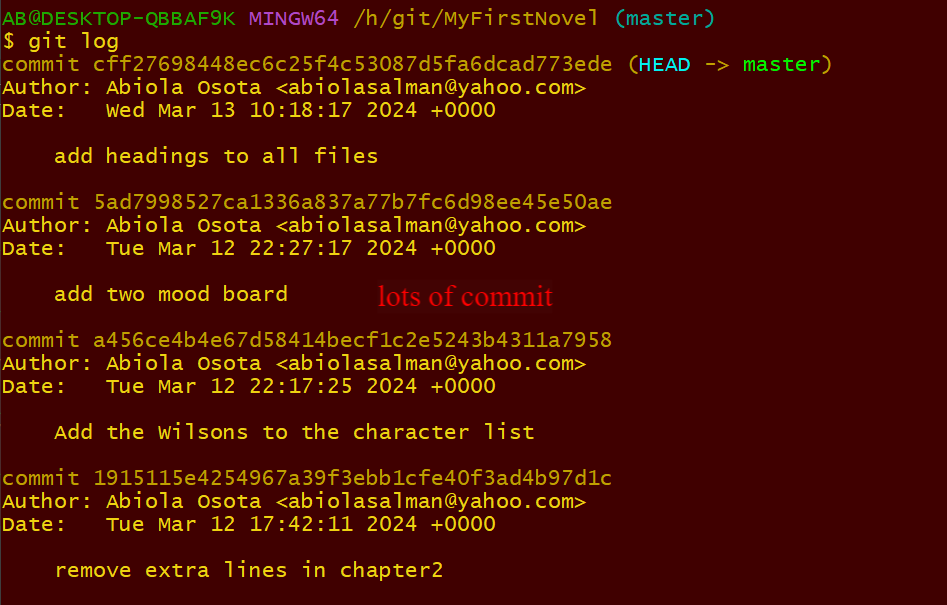 AB@DESKTOP-QBBAF9K MINGW64 /h/git/MyFirstNovel (master)
$ git log
commit cff27698448ec6c25f4c53087d5fa6dcad773ede (HEAD -> master)
Author: Abiola Osota <abiolasalman@yahoo.com>
Date:   Wed Mar 13 10:18:17 2024 +0000
    add headings to all files
commit 5ad7998527ca1336a837a77b7fc6d98ee45e50ae
Author: Abiola Osota <abiolasalman@yahoo.com>
Date:   Tue Mar 12 22:27:17 2024 +0000
    add two mood board
lots of commit
commit a456ce4b4e67d58414becf1c2e5243b4311a7958
Author: Abiola Osota <abiolasalman@yahoo.com>
Date:   Tue Mar 12 22:17:25 2024 +0000
    Add the Wilsons to the character list
commit 1915115e4254967a39f3ebb1cfe40f3ad4b97d1c
Author: Abiola Osota <abiolasalman@yahoo.com>
Date:   Tue Mar 12 17:42:11 2024 +0000
    remove extra lines in chapter2